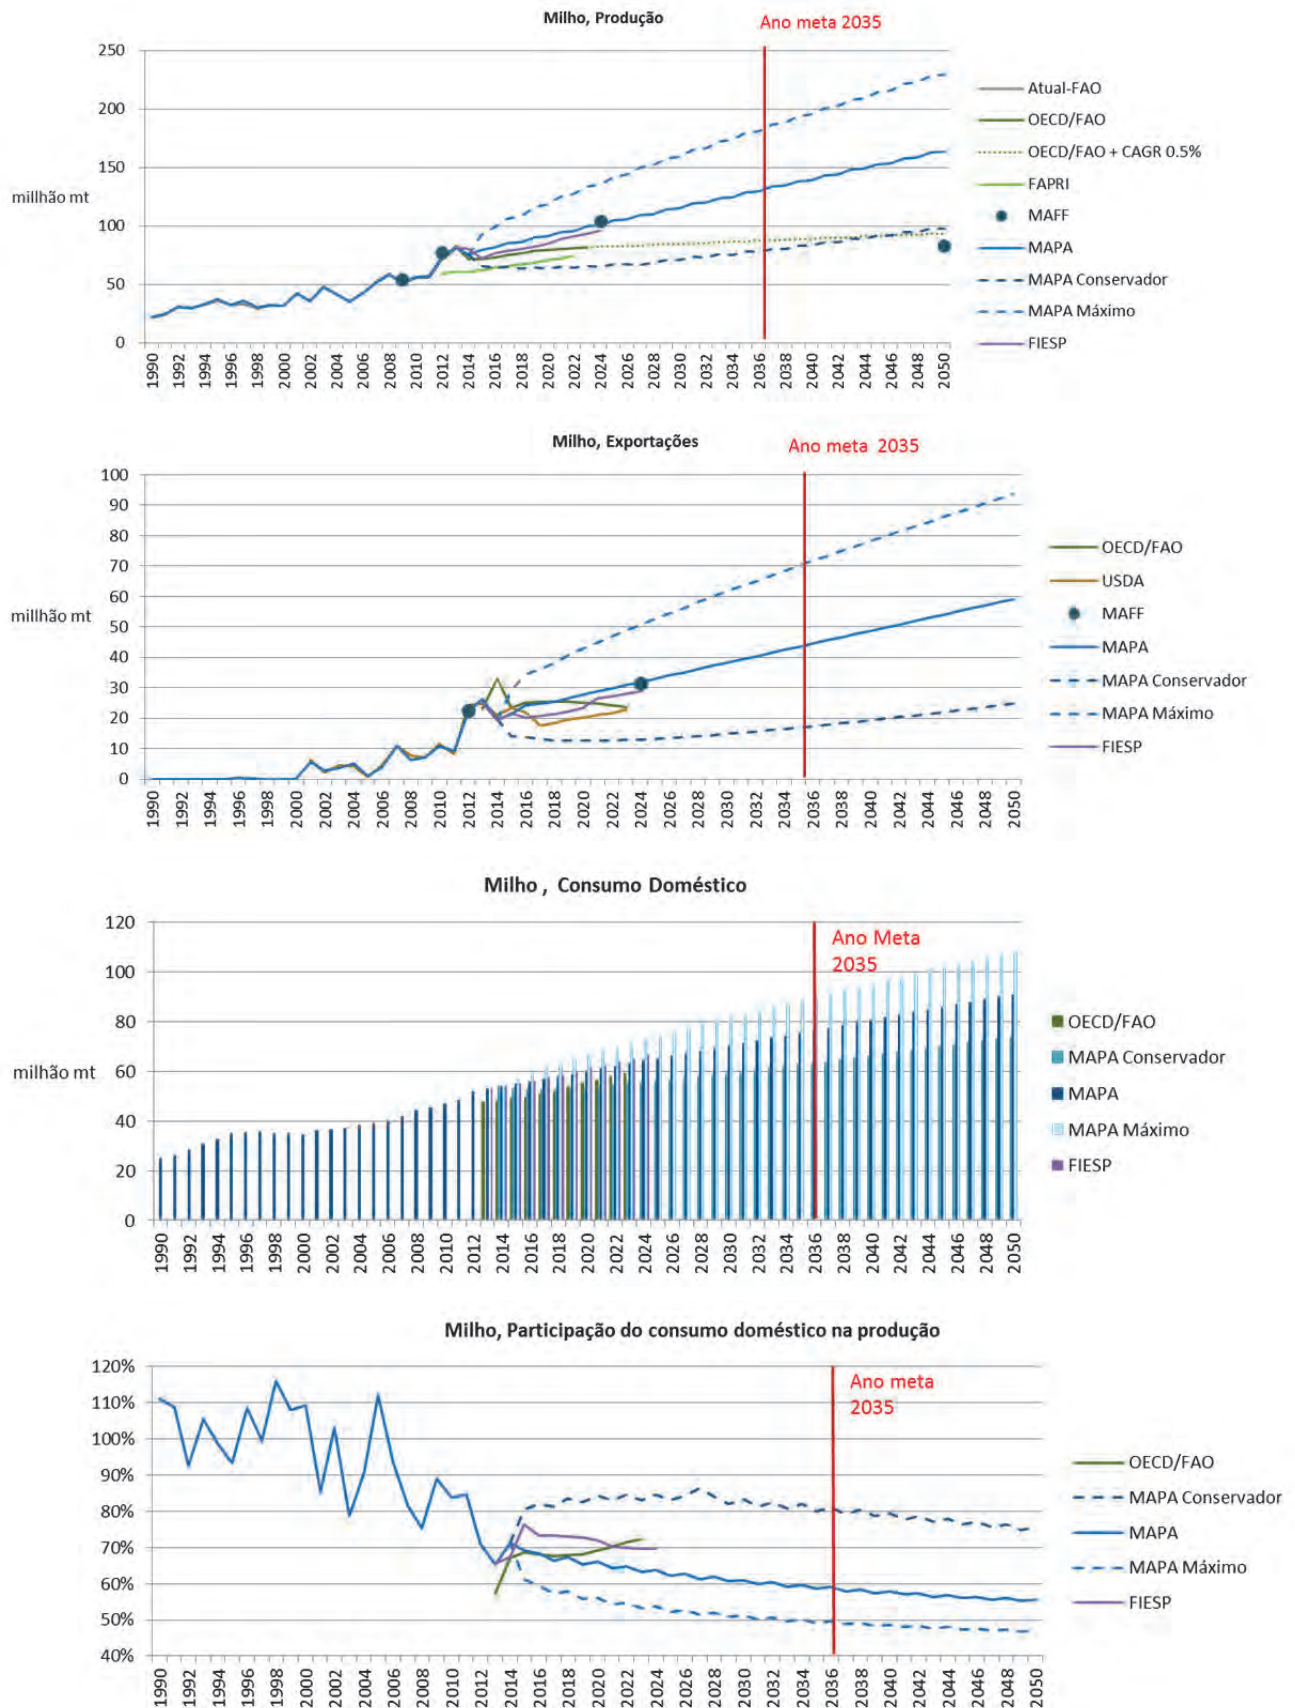 Milho, Produção
Ano meta 2035
250
200
150
100
50
0
millhão mt
1990 1992 1994 1996 1998 2000 2002 2004 2006 2008 2010 2012 2014 2016 2018 2020 2022 2024 2026 2028 2030 2032 2034 2036 2038 2040 2042 2044 2046 2048 2050
Atual-FAO
OECD/FAO
OECD/FAO + CAGR 0.5%
FAPRI
MAFF
MAPA
MAPA Conservador
MAPA Máximo
FIESP
Milho, Exportações
Ano meta 2035
100
90
80
70
60
50
40
30
20
10
0
millhão mt
1990 1992 1994 1996 1998 2000 2002 2004 2006 2008 2010 2012 2014 2016 2018 2020 2022 2024 2026 2028 2030 2032 2034 2036 2038 2040 2042 2044 2046 2048 2050
OECD/FAO
USDA
MAFF
MAPA
MAPA Conservador
MAPA Máximo
FIESP
Milho , Consumo Doméstico
Ano Meta
2035
120
100
80
60
40
20
0
milhão mt
1990 1992 1994 1996 1998 2000 2002 2004 2006 2008 2010 2012 2014 2016 2018 2020 2022 2024 2026 2028 2030 2032 2034 2036 2038 2040 2042 2044 2046 2048 2050
OECD/FAO
MAPA Conservador
MAPA
MAPA Máximo
FIESP
Milho, Participação do consumo doméstico na produção
Ano meta
2035
120%
110%
100%
90%
80%
70%
60%
50%
40%
1990 1992 1994 1996 1998 2000 2002 2004 2006 2008 2010 2012 2014 2016 2018 2020 2022 2024 2026 2028 2030 2032 2034 2036 2038 2040 2042 2044 2046 2048 2050
OECD/FAO
MAPA Conservador
MAPA
MAPA Máximo
FIESP